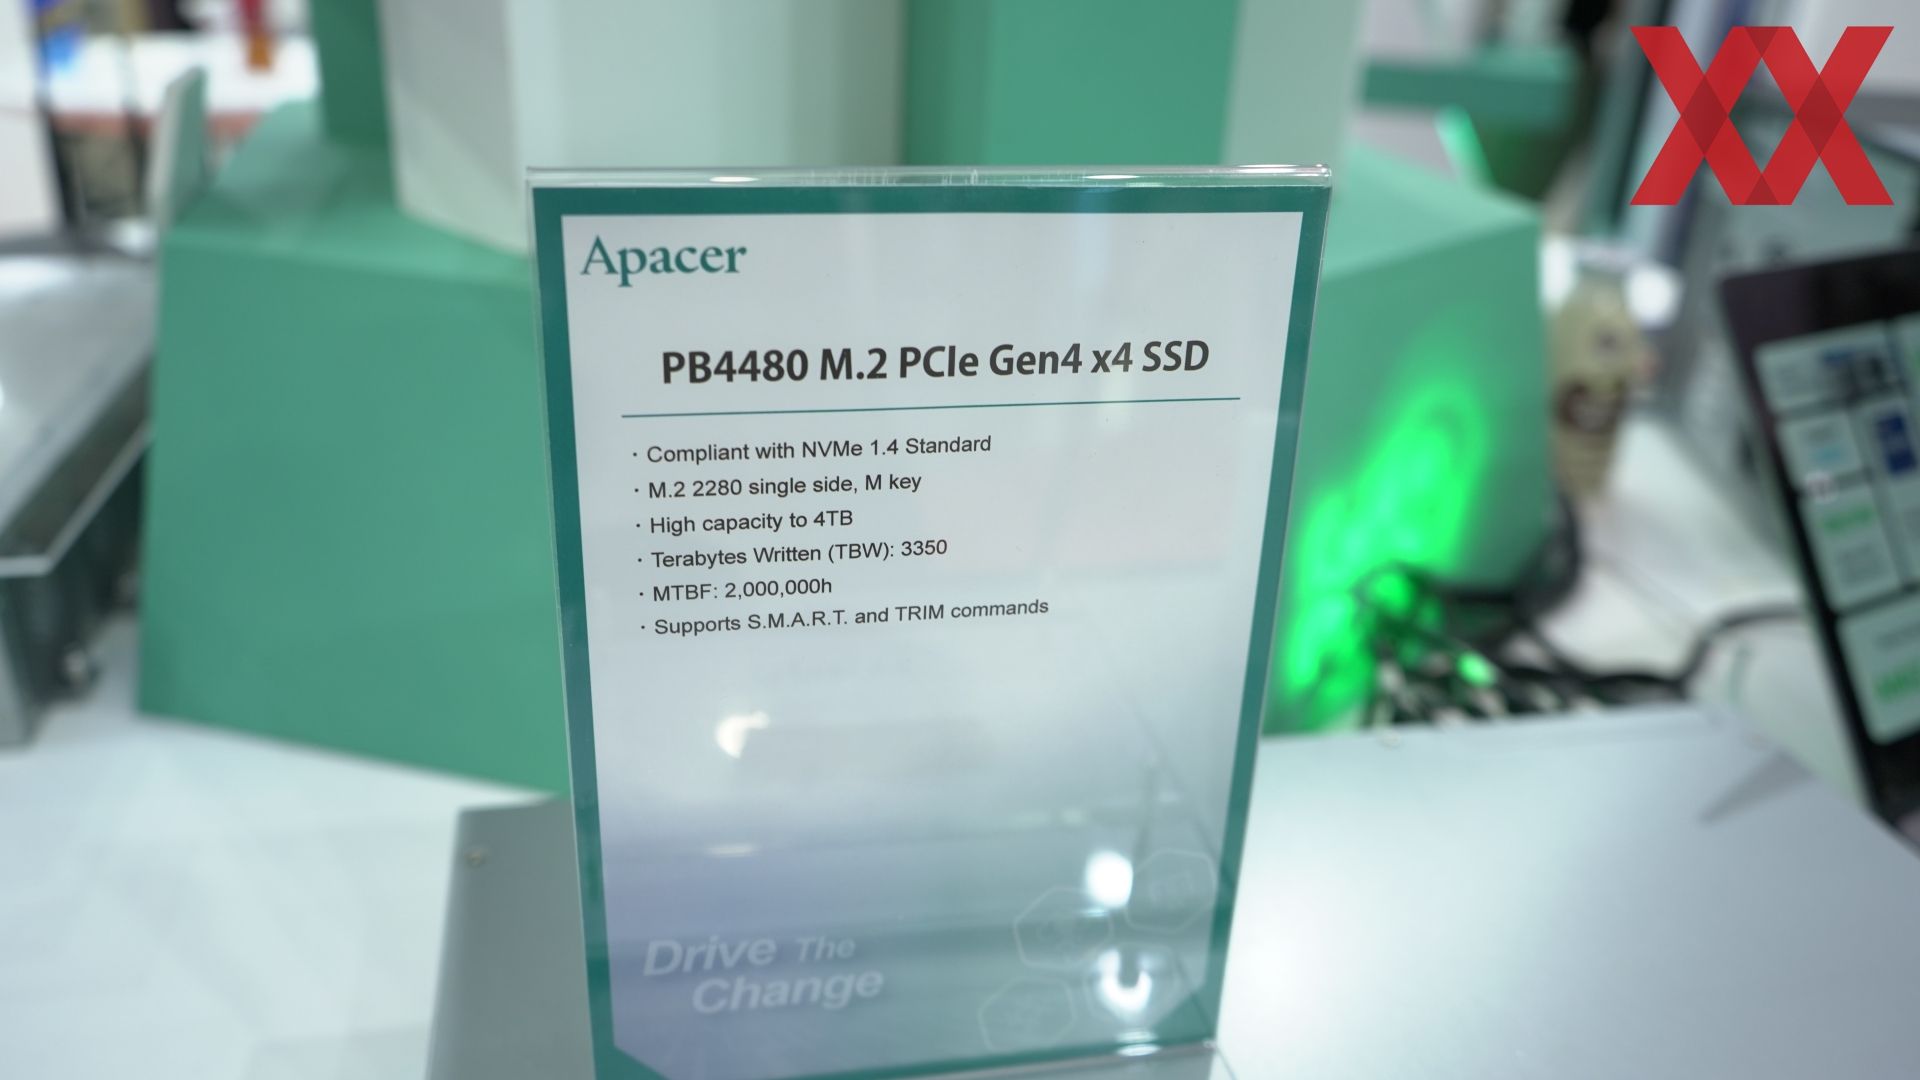 Apacer
PB4480 M.2 PCIe Gen4 x4 SSD
· Compliant with NVMe 1.4 Standard
· M.2 2280 single side, M key
· High capacity to 4TB
· Terabytes Written (TBW): 3350
· MTBF: 2,000,000h
· Supports S.M.A.R.T. and TRIM commands
Drive The
Change